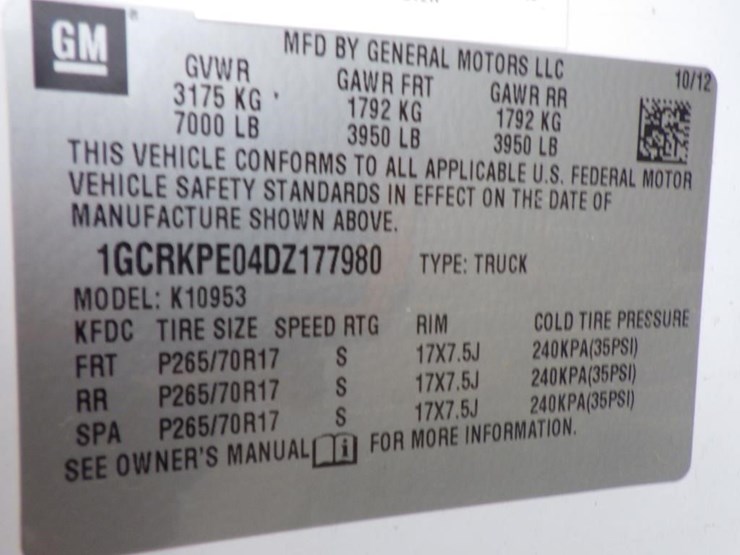 GM
MFD BY GENERAL MOTORS LLC
10/12
GVWR GAWR FRT GAWR RR
3175 KG 1792 KG 1792 KG
7000 LB 3950 LB 3950 LB
THIS VEHICLE CONFORMS TO ALL APPLICABLE U.S. FEDERAL MOTOR
VEHICLE SAFETY STANDARDS IN EFFECT ON THE DATE OF
MANUFACTURE SHOWN ABOVE.
1GCRKPE04DZ177980 TYPE: TRUCK
MODEL: K10953
KFDC TIRE SIZE SPEED RTG RIM COLD TIRE PRESSURE
FRT P265/70R17 S 17X7.5J 240KPA(35PSI)
RR P265/70R17 S 17X7.5J 240KPA(35PSI)
SPA P265/70R17 S 17X7.5J 240KPA(35PSI)
SEE OWNER'S MANUAL i FOR MORE INFORMATION.